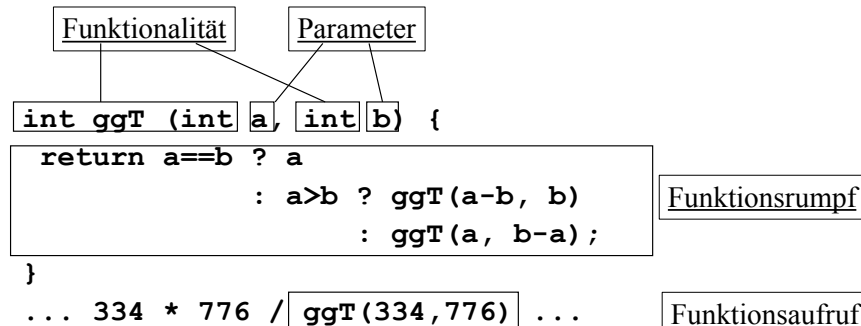 Funktionalität Parameter
int ggT (int a, int b) {
return a==b ? a
: a>b ? ggT(a-b, b)
Funktionsrumpf
: ggT(a, b-a);
}
... 334 * 776 / ggT(334,776) ... Funktionsaufruf